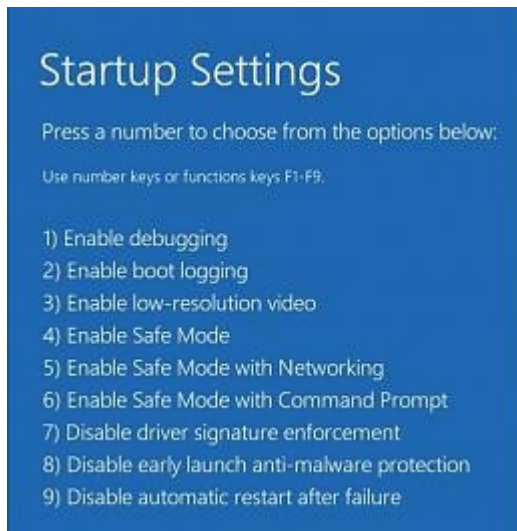 Startup Settings
Press a number to choose from the options below:
Use number keys or functions keys F1-F9.
1) Enable debugging
2) Enable boot logging
3) Enable low-resolution video
4) Enable Safe Mode
5) Enable Safe Mode with Networking
6) Enable Safe Mode with Command Prompt
7) Disable driver signature enforcement
8) Disable early launch anti-malware protection
9) Disable automatic restart after failure